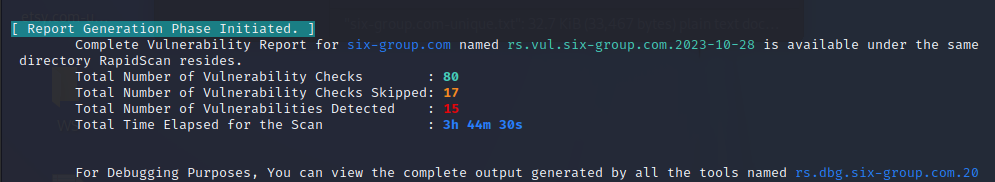 [ Report Generation Phase Initiated. ]
Complete Vulnerability Report for six-group.com named rs.vul.six-group.com.2023-10-28 is available under the same
directory RapidScan resides.
Total Number of Vulnerability Checks : 80
Total Number of Vulnerability Checks Skipped: 17
Total Number of Vulnerabilities Detected : 15
Total Time Elapsed for the Scan : 3h 44m 30s
For Debugging Purposes, You can view the complete output generated by all the tools named rs.dbg.six-group.com.20